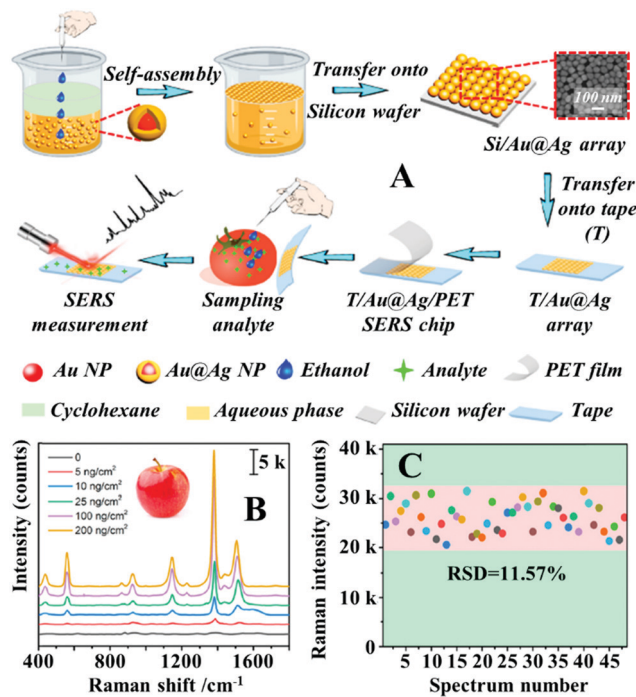 Self-assembly
Transfer onto
Silicon wafer
100 nm
Si/Au@Ag array
A
Transfer
onto tape
(T)
SERS
measurement
Sampling
analyte
T/Au@Ag/PET
SERS chip
T/Au@Ag
array
Au NP
Au@Ag NP
Ethanol
Analyte
PET film
Cyclohexane
Aqueous phase
Silicon wafer
Tape
B
Intensity (counts)
0
5 ng/cm²
10 ng/cm²
25 ng/cm²
100 ng/cm²
200 ng/cm²
5 k
400 800 1200 1600
Raman shift /cm⁻¹
C
Raman intensity (counts)
40 k
30 k
20 k
10 k
0
RSD=11.57%
5 10 15 20 25 30 35 40 45
Spectrum number